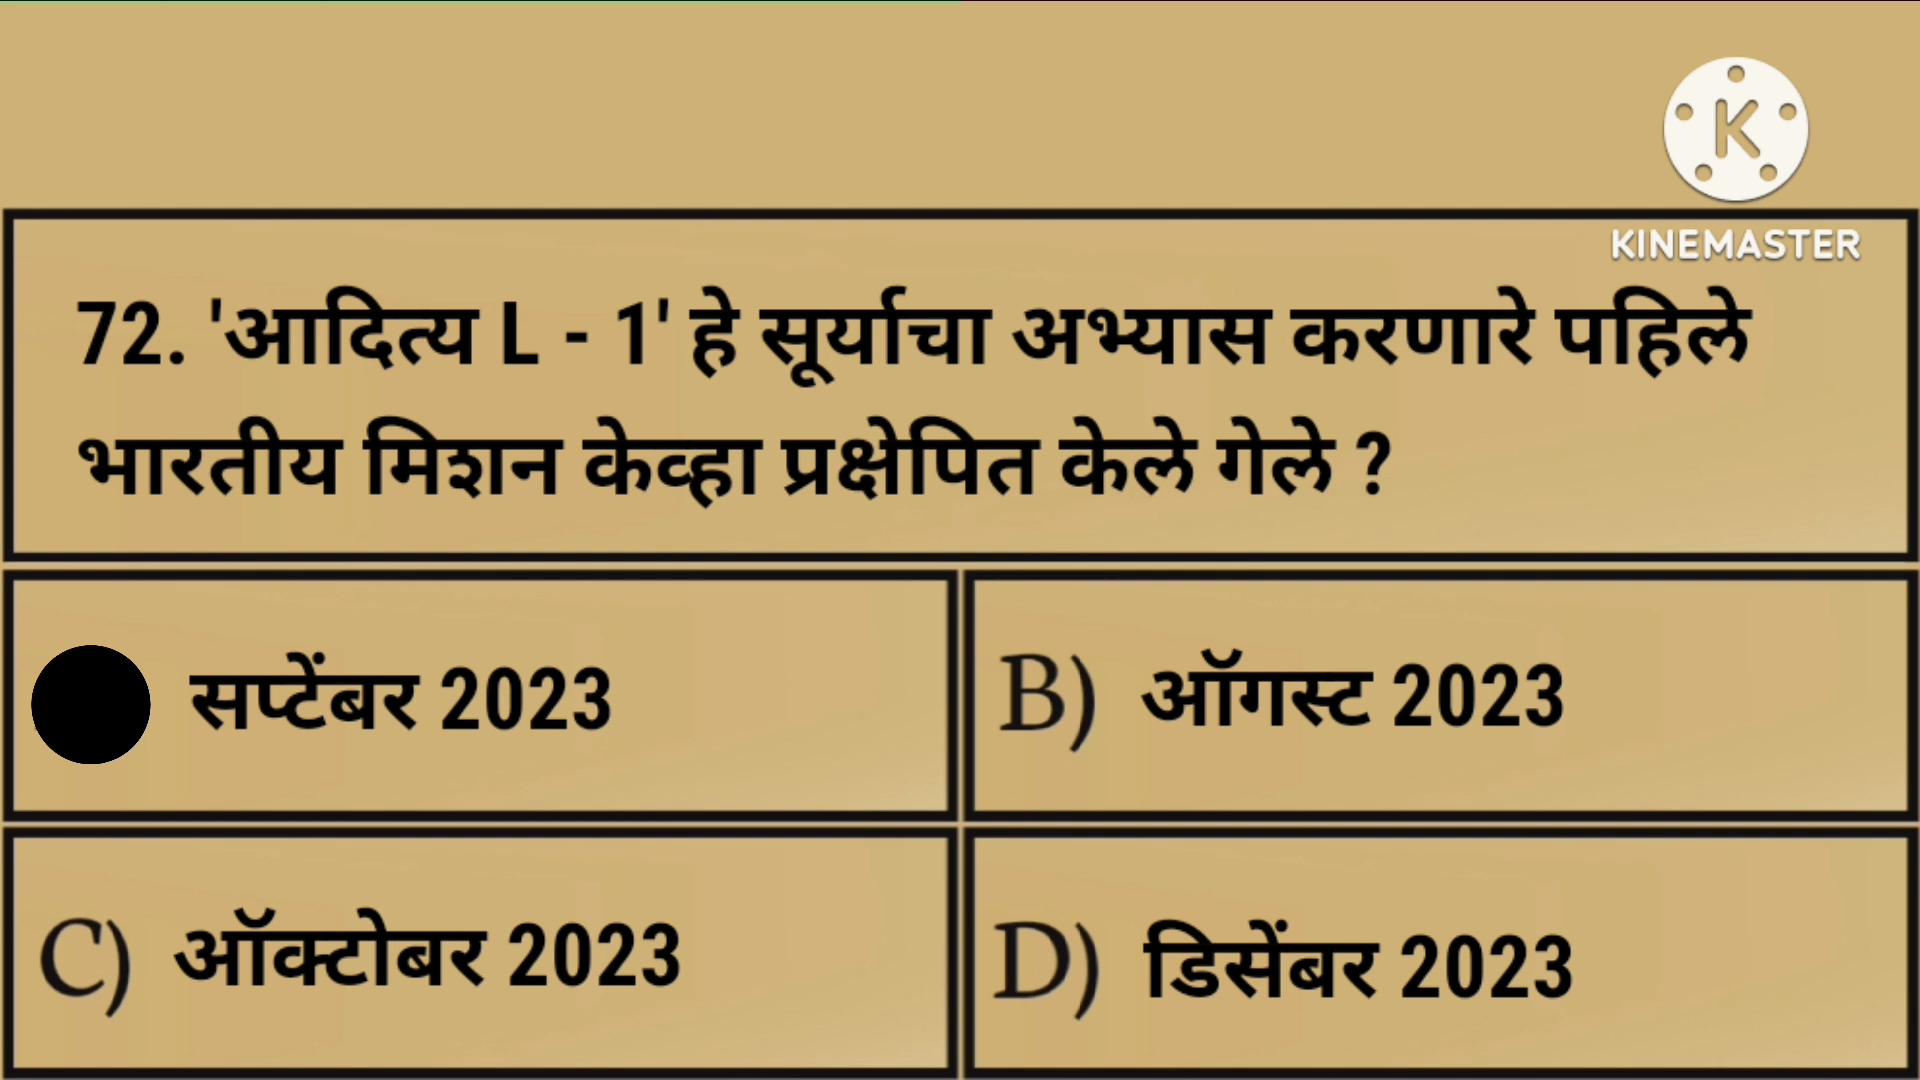 K
KINEMASTER
72. 'आदित्य L - 1' हे सूर्याचा अभ्यास करणारे पहिले
भारतीय मिशन केव्हा प्रक्षेपित केले गेले ?
सप्टेंबर 2023
B) ऑगस्ट 2023
C) ऑक्टोबर 2023
D) डिसेंबर 2023